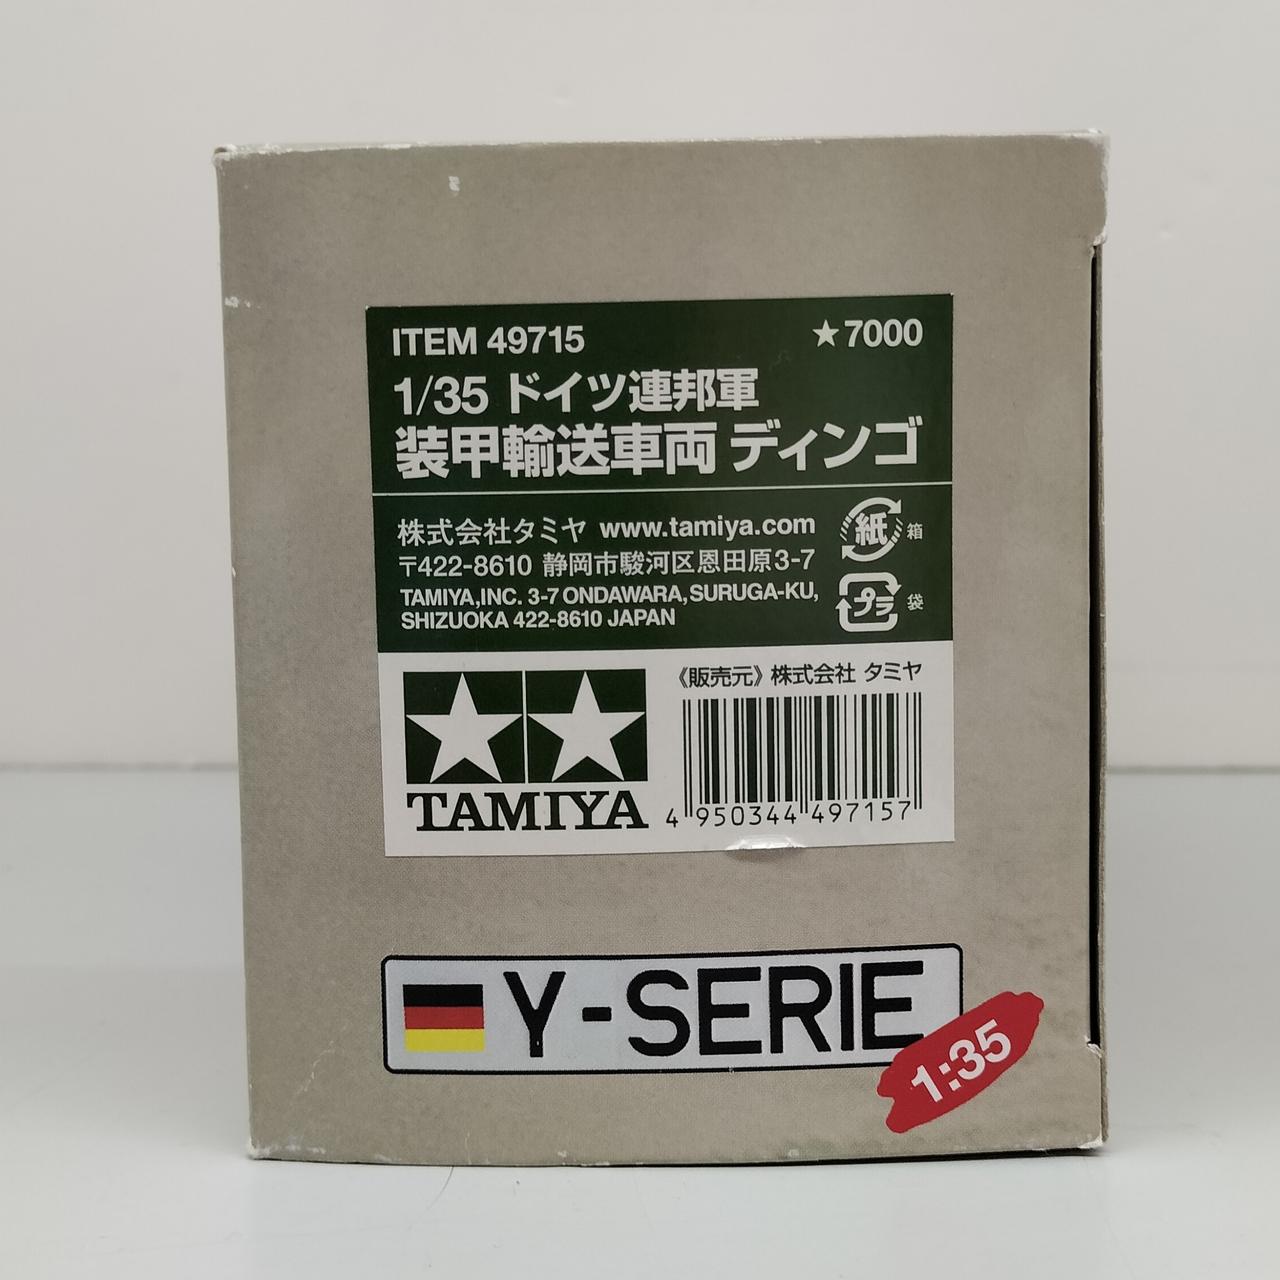 ITEM 49715 ★7000
1/35 ドイツ連邦軍
装甲輸送車両 ディンゴ
株式会社タミヤ www.tamiya.com
〒422-8610 静岡市駿河区恩田原3-7
TAMIYA,INC. 3-7 ONDAWARA, SURUGA-KU,
SHIZUOKA 422-8610 JAPAN
紙 箱
プラ 袋
《販売元》 株式会社 タミヤ
TAMIYA
4 950344 497157
Y-SERIE
1:35